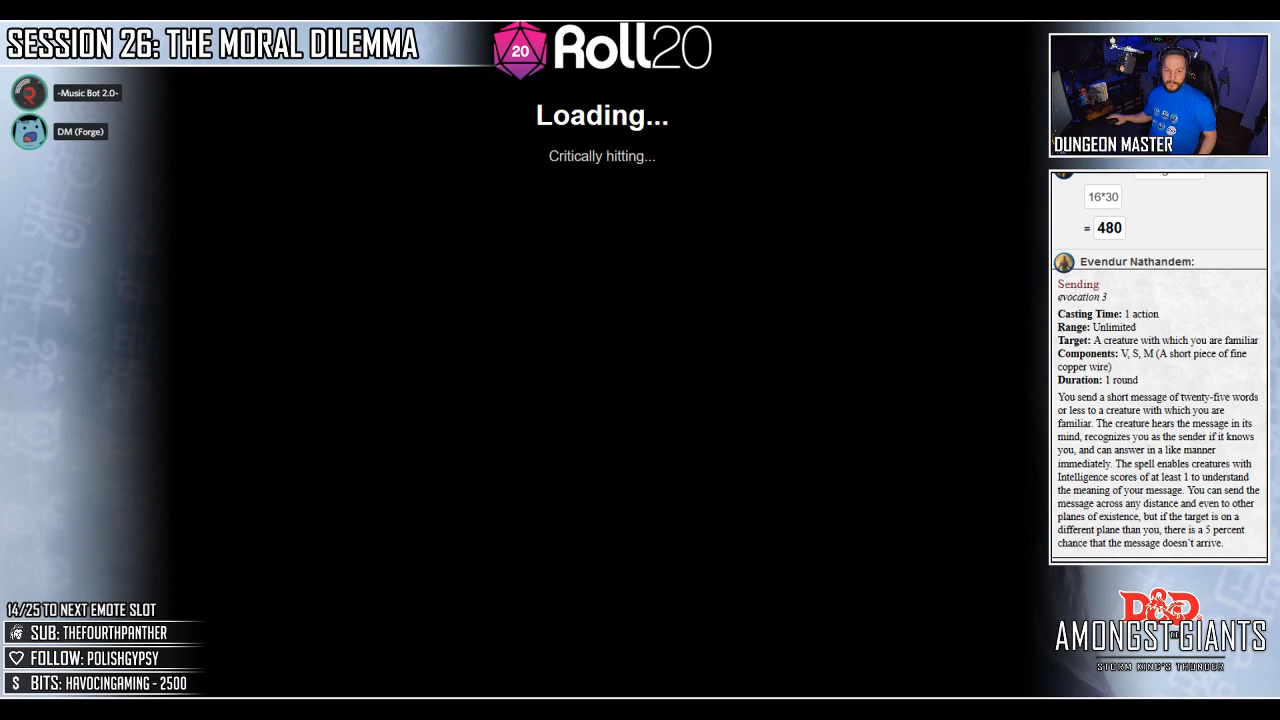 SESSION 26: THE MORAL DILEMMA
20
Roll20
-Music Bot 2.0-
DM (Forge)
Loading...
Critically hitting...
DUNGEON MASTER
16*30
= 480
Evendur Nathandem:
Sending
evocation 3
Casting Time: 1 action
Range: Unlimited
Target: A creature with which you are familiar
Components: V, S, M (A short piece of fine
copper wire)
Duration: 1 round
You send a short message of twenty-five words
or less to a creature with which you are
familiar. The creature hears the message in its
mind, recognizes you as the sender if it knows
you, and can answer in a like manner
immediately. The spell enables creatures with
Intelligence scores of at least 1 to understand
the meaning of your message. You can send the
message across any distance and even to other
planes of existence, but if the target is on a
different plane than you, there is a 5 percent
chance that the message doesn't arrive.
14/25 TO NEXT EMOTE SLOT
SUB: THEFOURTHPANTHER
FOLLOW: POLISHGYPSY
$ BITS: HAVOCINGAMING - 2500
D&D
AMONGST THE GIANTS
STORM KING'S THUNDER